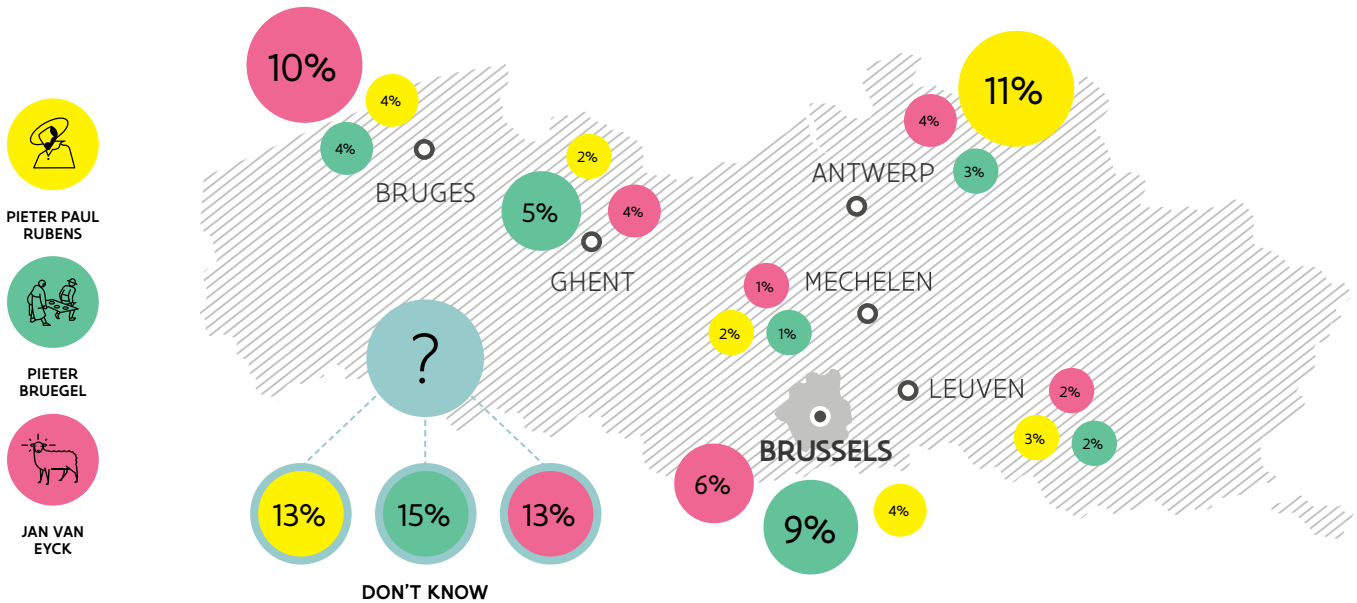 PIETER PAUL
RUBENS
PIETER
BRUEGEL
JAN VAN
EYCK
10%
4%
4%
BRUGES
2%
5%
4%
GHENT
11%
4%
3%
ANTWERP
1%
MECHELEN
2%
1%
LEUVEN
2%
3%
2%
BRUSSELS
6%
9%
4%
?
13%
15%
13%
DON'T KNOW